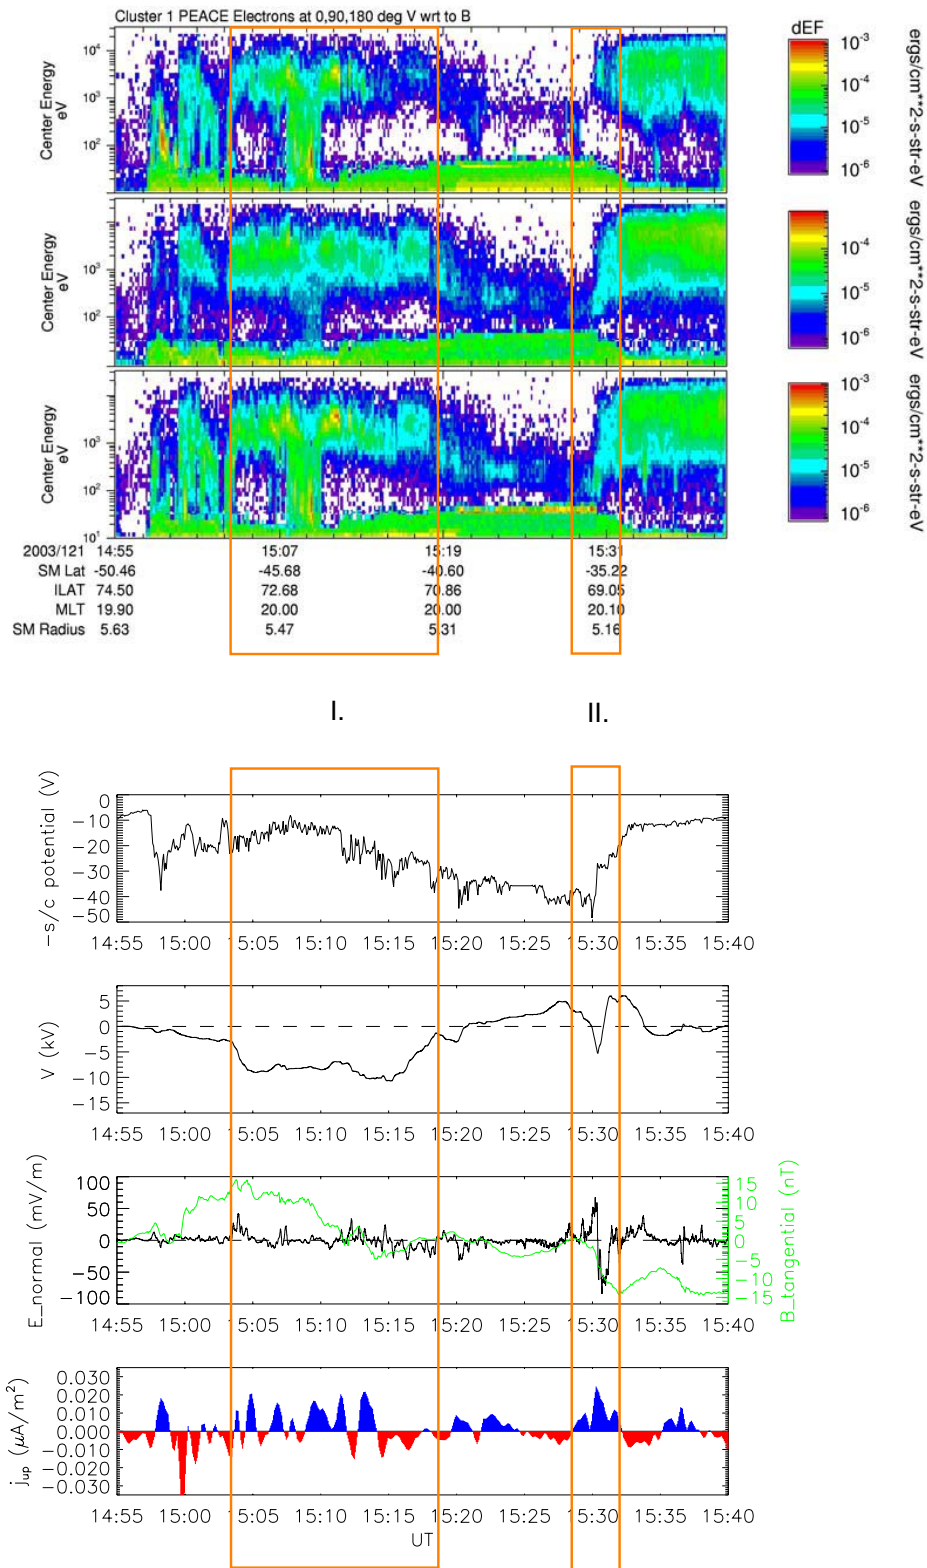 Cluster 1 PEACE Electrons at 0,90,180 deg V wrt to B
dEF
10⁴
10³
10²
Center Energy
eV
10⁻³
10⁻⁴
10⁻⁵
10⁻⁶
ergs/cm**2-s-str-eV
10³
10²
Center Energy
eV
10⁻⁴
10⁻⁵
10⁻⁶
ergs/cm**2-s-str-eV
10³
10²
10¹
Center Energy
eV
10⁻³
10⁻⁴
10⁻⁵
10⁻⁶
ergs/cm**2-s-str-eV
2003/121 14:55 15:07 15:19 15:31
SM Lat -50.46 -45.68 -40.60 -35.22
ILAT 74.50 72.68 70.86 69.05
MLT 19.90 20.00 20.00 20.10
SM Radius 5.63 5.47 5.31 5.16
I. II.
-s/c potential (V)
0
-10
-20
-30
-40
-50
14:55 15:00 15:05 15:10 15:15 15:20 15:25 15:30 15:35 15:40
V (kV)
5
0
-5
-10
-15
14:55 15:00 15:05 15:10 15:15 15:20 15:25 15:30 15:35 15:40
E_normal (mV/m)
100
50
0
-50
-100
15
10
5
0
-5
-10
-15
B_tangential (nT)
14:55 15:00 15:05 15:10 15:15 15:20 15:25 15:30 15:35 15:40
jup (μA/m²)
0.030
0.020
0.010
0.000
-0.010
-0.020
-0.030
14:55 15:00 15:05 15:10 15:15 15:20 15:25 15:30 15:35 15:40
UT